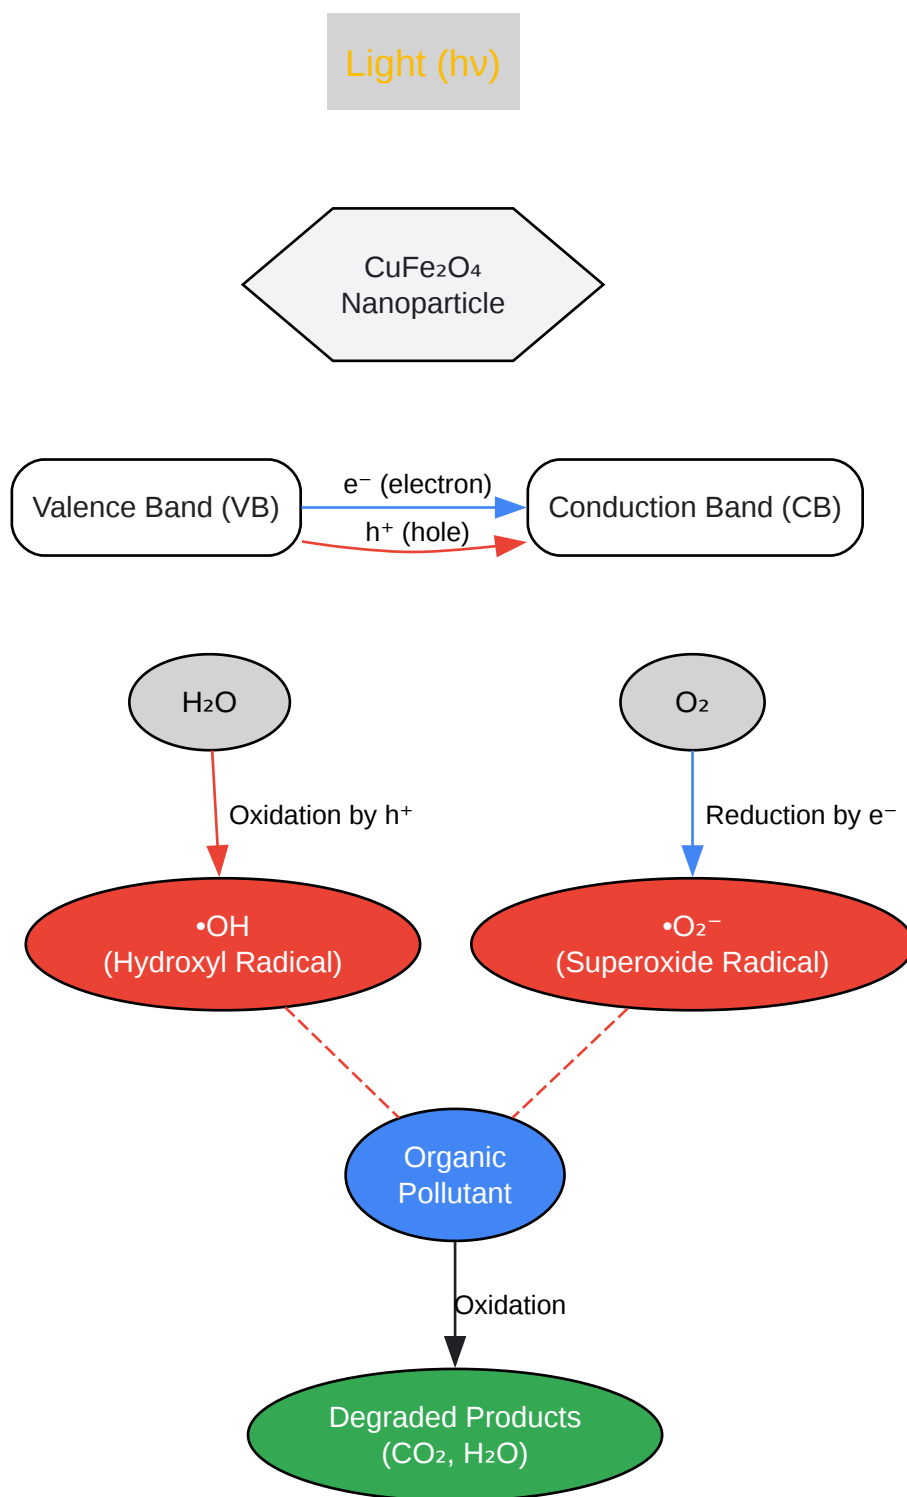 Light (hν)
CuFe₂O₄
Nanoparticle
e⁻ (electron)
Valence Band (VB)
Conduction Band (CB)
h⁺ (hole)
H₂O
O₂
Oxidation by h⁺
Reduction by e⁻
•OH
(Hydroxyl Radical)
•O₂⁻
(Superoxide Radical)
Organic
Pollutant
Oxidation
Degraded Products
(CO₂, H₂O)